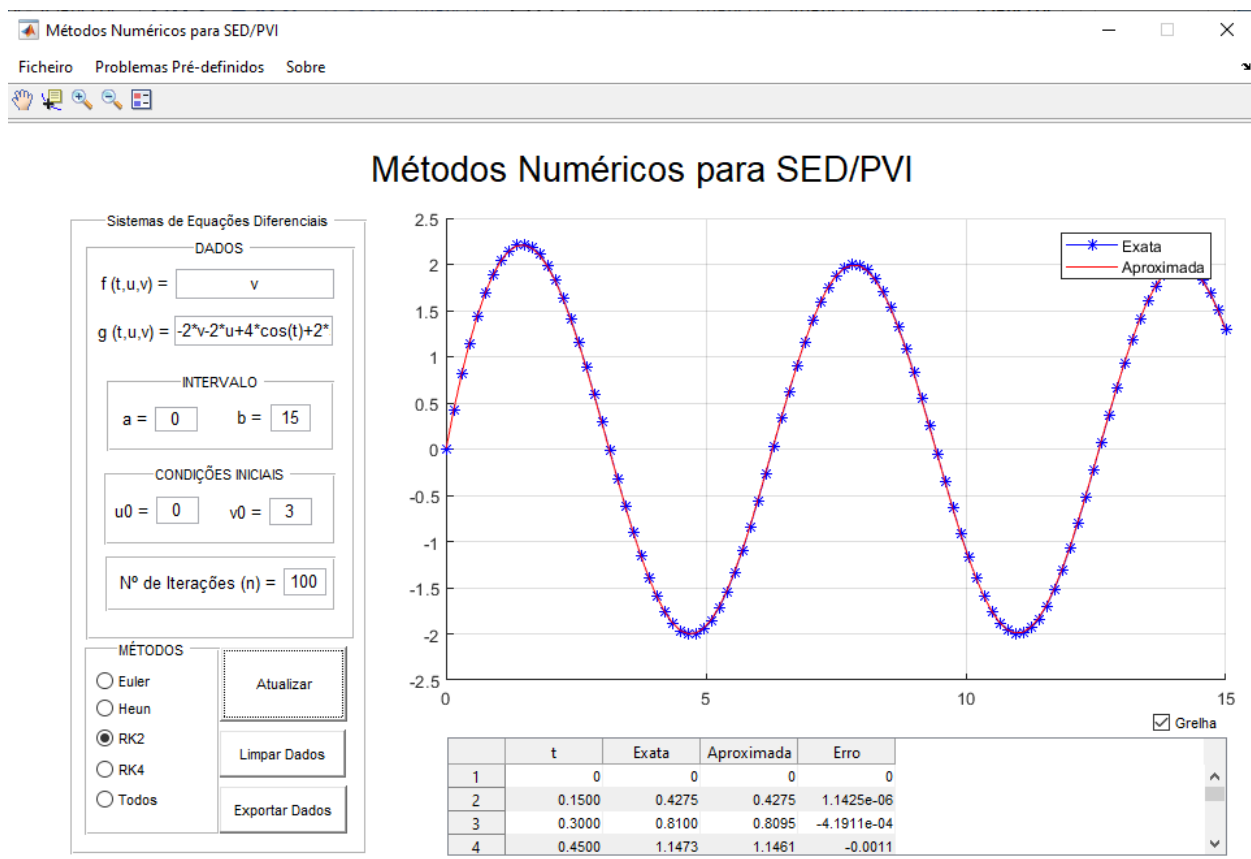 Métodos Numéricos para SED/PVI
Ficheiro Problemas Pré-definidos Sobre
Métodos Numéricos para SED/PVI
Sistemas de Equações Diferenciais
DADOS
f (t,u,v) = v
g (t,u,v) = -2*v-2*u+4*cos(t)+2*
INTERVALO
a = 0 b = 15
CONDIÇÕES INICIAIS
u0 = 0 v0 = 3
Nº de Iterações (n) = 100
MÉTODOS
Euler
Heun
RK2
RK4
Todos
Atualizar
Limpar Dados
Exportar Dados
2.5
2
1.5
1
0.5
0
-0.5
-1
-1.5
-2
-2.5
0 5 10 15
Exata
Aproximada
Grelha
t Exata Aproximada Erro
1 0 0 0 0
2 0.1500 0.4275 0.4275 1.1425e-06
3 0.3000 0.8100 0.8095 -4.1911e-04
4 0.4500 1.1473 1.1461 -0.0011